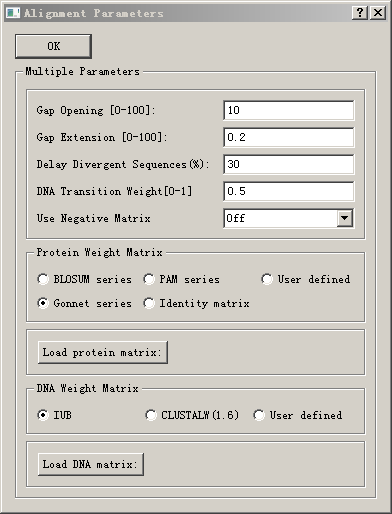 Alignment Parameters
OK
Multiple Parameters
Gap Opening [0-100]: 10
Gap Extension [0-100]: 0.2
Delay Divergent Sequences(%): 30
DNA Transition Weight[0-1] 0.5
Use Negative Matrix Off
Protein Weight Matrix
BLOSUM series PAM series User defined
Gonnet series Identity matrix
Load protein matrix:
DNA Weight Matrix
IUB CLUSTALW(1.6) User defined
Load DNA matrix: